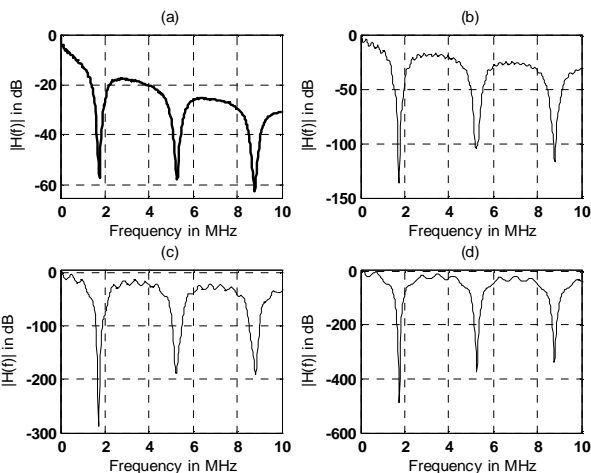 (a)
|H(f)| in dB
0
-20
-40
-60
0 2 4 6 8 10
Frequency in MHz
(b)
|H(f)| in dB
0
-50
-100
-150
0 2 4 6 8 10
Frequency in MHz
(c)
|H(f)| in dB
0
-100
-200
-300
0 2 4 6 8 10
Frequency in MHz
(d)
|H(f)| in dB
0
-200
-400
-600
0 2 4 6 8 10
Frequency in MHz